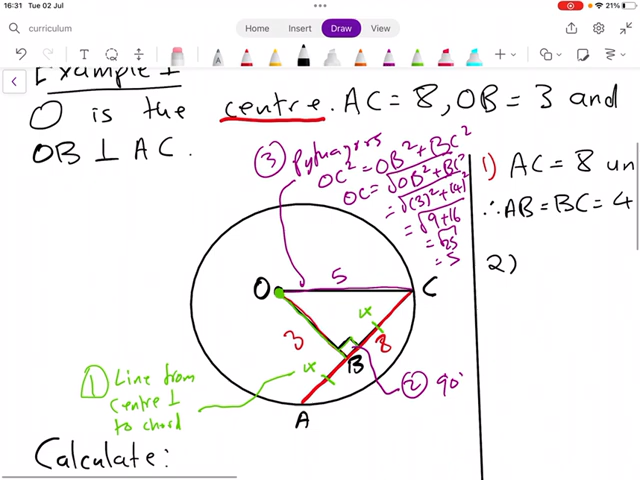 16:31 Tue 02 Jul
21%
curriculum
Home Insert Draw View
Example 1
O is the centre. AC = 8, OB = 3 and
OB ⊥ AC.
③ Pythagoras
OC² = OB² + BC²
OC = √OB² + BC²
= √(3)² + (4)²
= √9 + 16
= √25
= 5
1) AC = 8 un
∴ AB = BC = 4
2)
O
5
C
3
4
8
B
4
① Line from
centre ⊥
to chord
② 90°
A
Calculate: